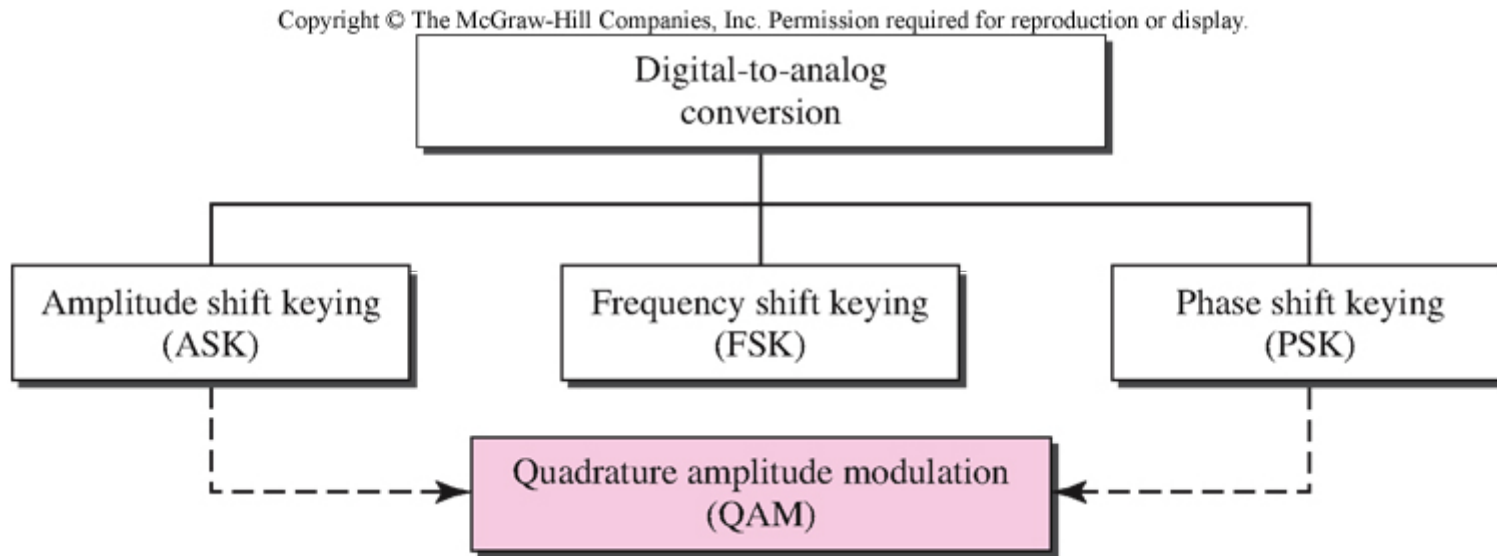 Copyright © The McGraw-Hill Companies, Inc. Permission required for reproduction or display.
Digital-to-analog
conversion
Amplitude shift keying
(ASK)
Frequency shift keying
(FSK)
Phase shift keying
(PSK)
Quadrature amplitude modulation
(QAM)